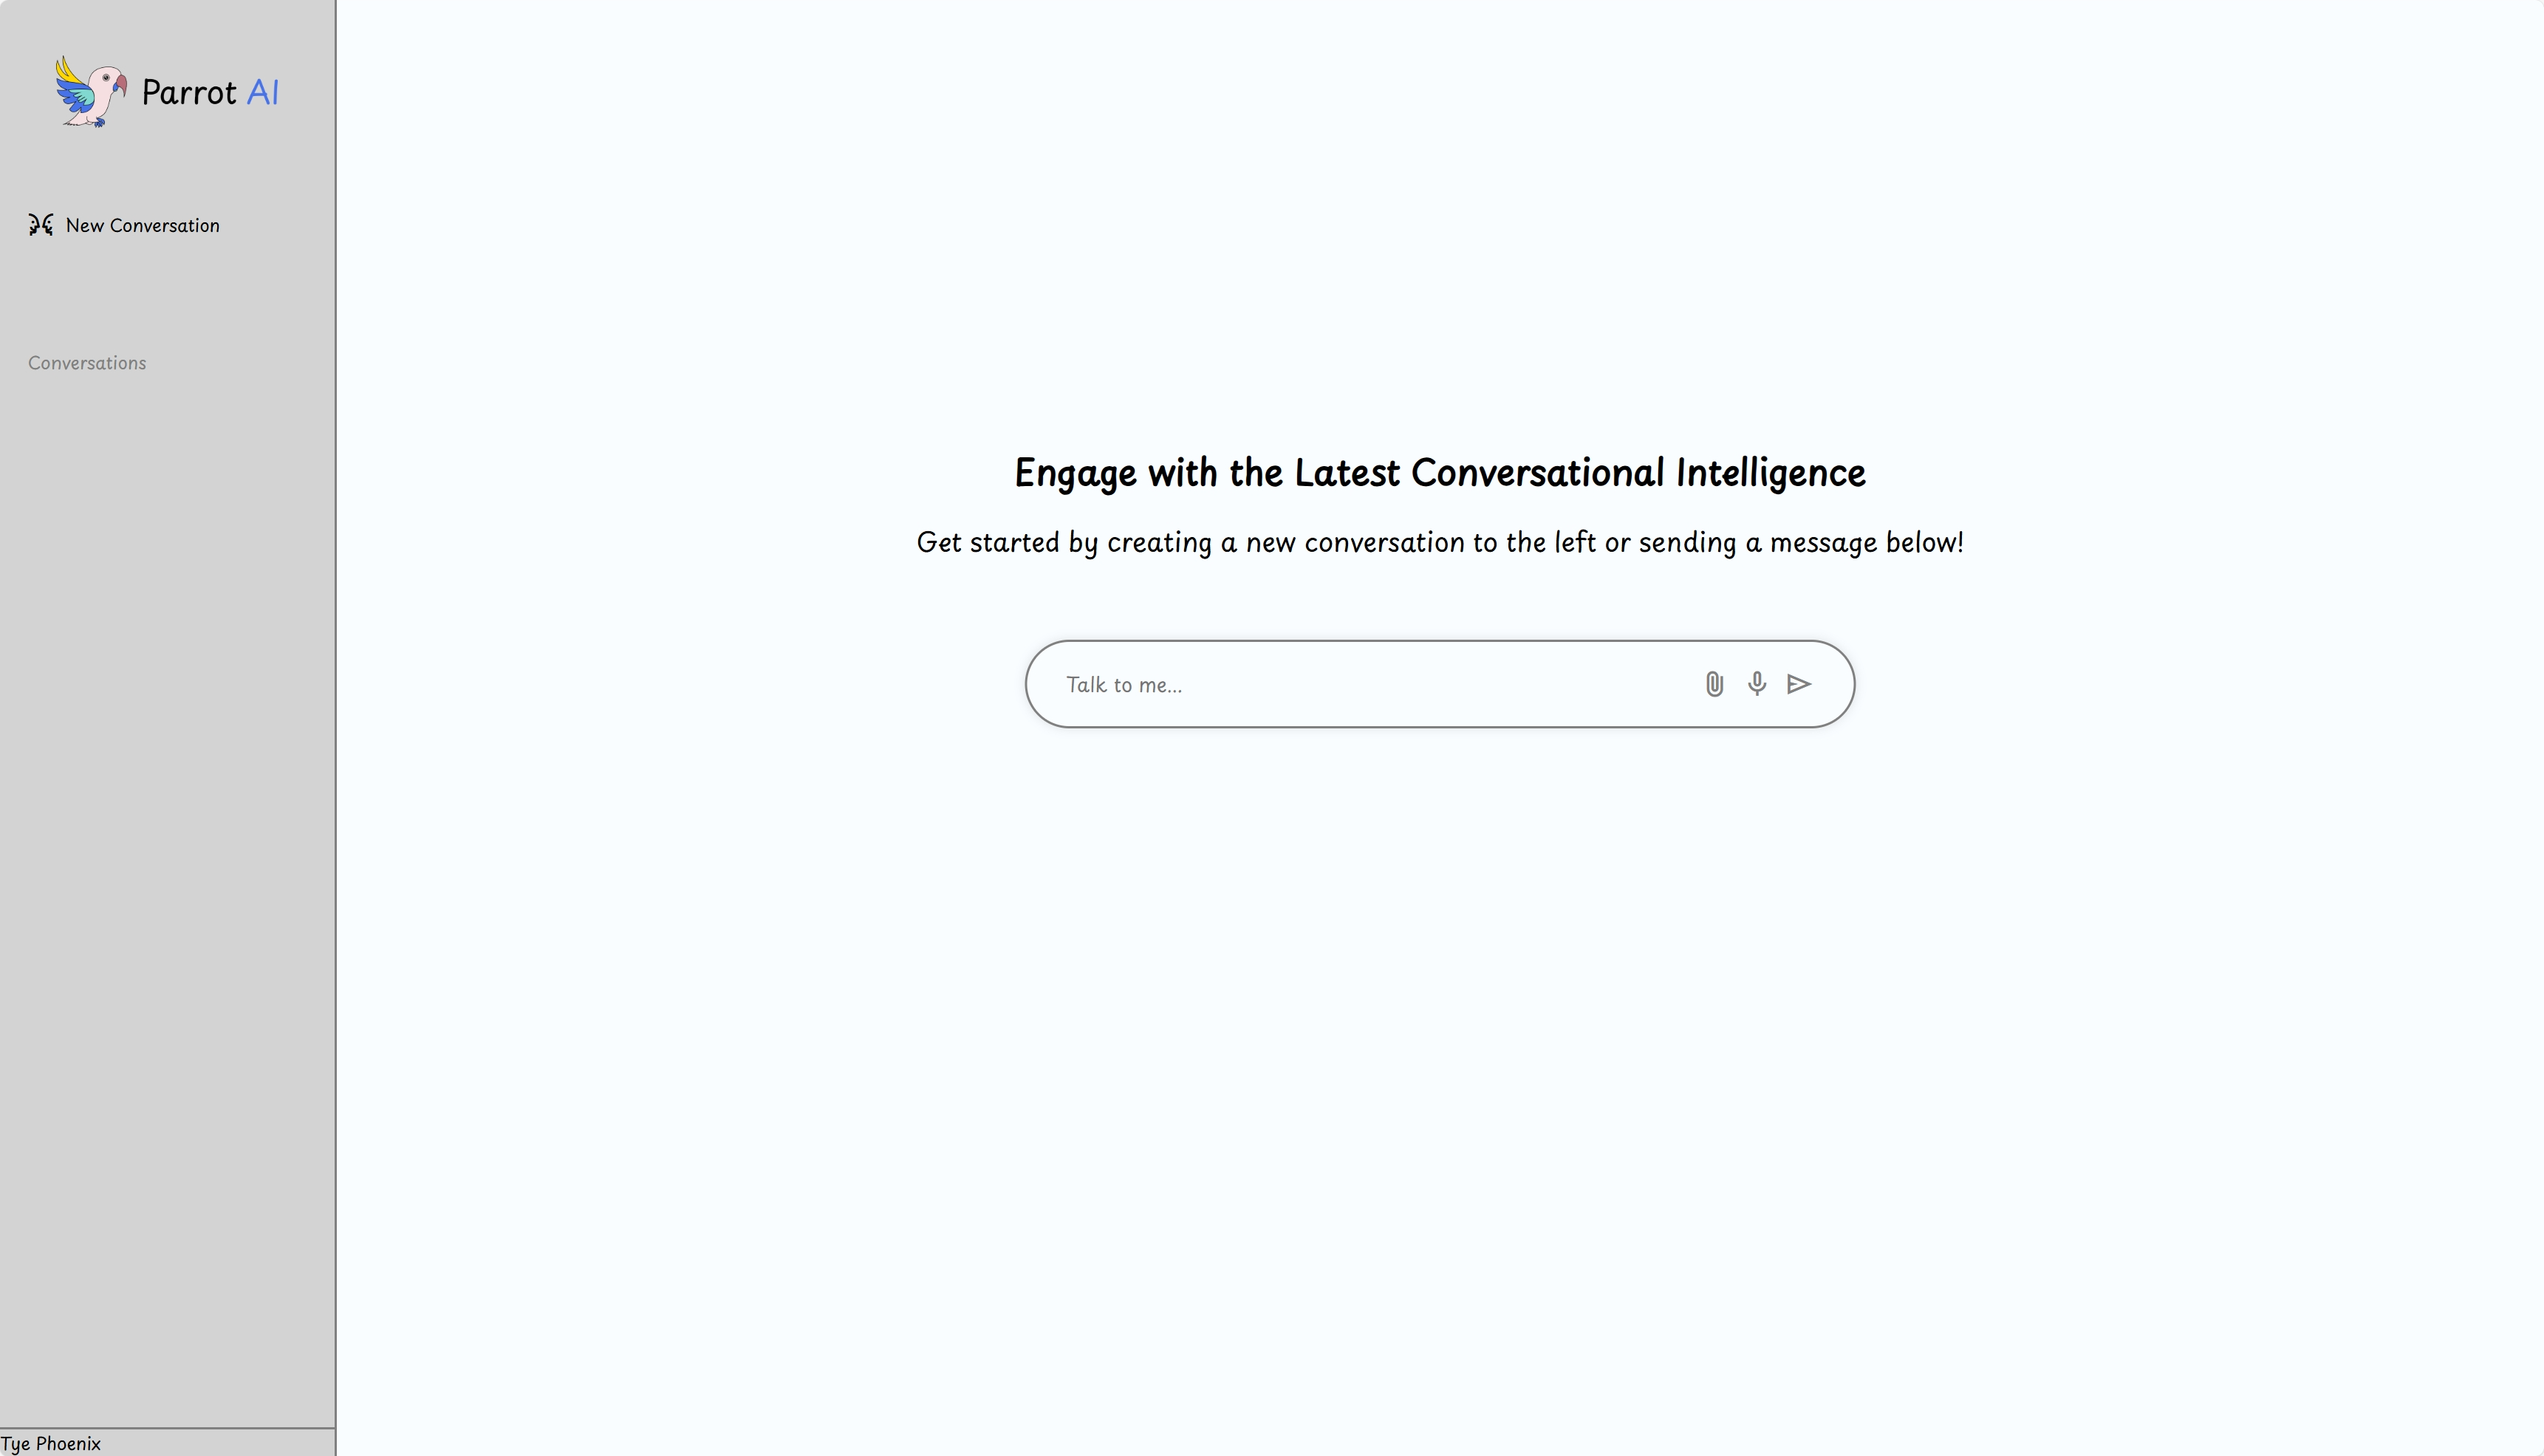 Parrot AI
New Conversation
Conversations
Engage with the Latest Conversational Intelligence
Get started by creating a new conversation to the left or sending a message below!
Talk to me...
Tye Phoenix